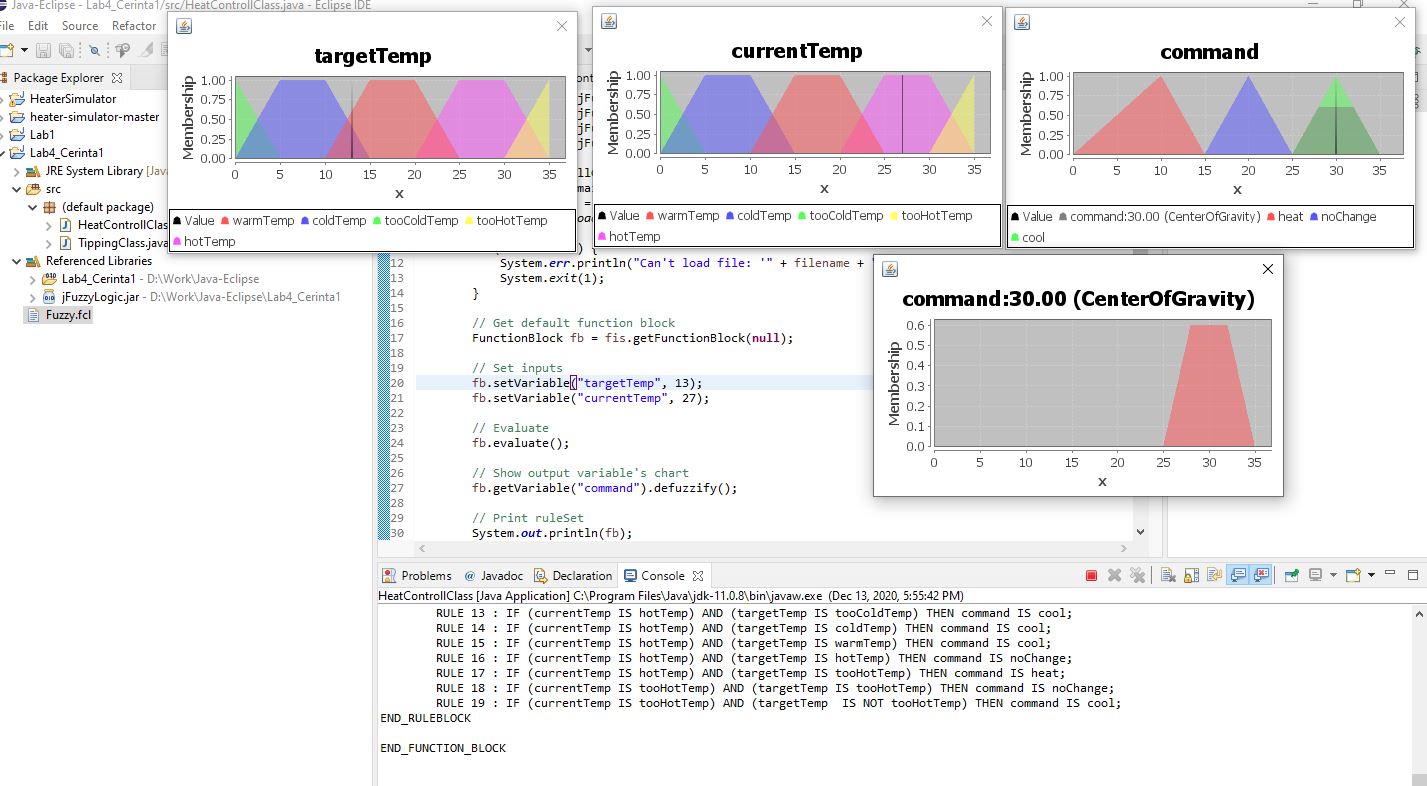 Java-Eclipse - Lab4_Cerinta1/src/HeatControllClass.java - Eclipse IDE
File Edit Source Refactor
Package Explorer
HeaterSimulator
heater-simulator-master
Lab1
Lab4_Cerinta1
JRE System Library [Java
src
(default package)
HeatControllClass
TippingClass.java
Referenced Libraries
Lab4_Cerinta1 - D:\Work\Java-Eclipse
jFuzzyLogic.jar - D:\Work\Java-Eclipse\Lab4_Cerinta1
Fuzzy.fcl
targetTemp
Membership
1.00
0.75
0.50
0.25
0.00
0 5 10 15 20 25 30 35
x
Value warmTemp coldTemp tooColdTemp tooHotTemp
hotTemp
currentTemp
Membership
1.00
0.75
0.50
0.25
0.00
0 5 10 15 20 25 30 35
x
Value warmTemp coldTemp tooColdTemp tooHotTemp
hotTemp
command
Membership
1.00
0.75
0.50
0.25
0.00
0 5 10 15 20 25 30 35
x
Value command:30.00 (CenterOfGravity) heat noChange
cool
command:30.00 (CenterOfGravity)
Membership
0.6
0.5
0.4
0.3
0.2
0.1
0.0
0 5 10 15 20 25 30 35
x
12 System.err.println("Can't load file: '" + filename +
13 System.exit(1);
14 }
15
16 // Get default function block
17 FunctionBlock fb = fis.getFunctionBlock(null);
18
19 // Set inputs
20 fb.setVariable("targetTemp", 13);
21 fb.setVariable("currentTemp", 27);
22
23 // Evaluate
24 fb.evaluate();
25
26 // Show output variable's chart
27 fb.getVariable("command").defuzzify();
28
29 // Print ruleSet
30 System.out.println(fb);
Problems @ Javadoc Declaration Console
HeatControllClass [Java Application] C:\Program Files\Java\jdk-11.0.8\bin\javaw.exe (Dec 13, 2020, 5:55:42 PM)
RULE 13 : IF (currentTemp IS hotTemp) AND (targetTemp IS tooColdTemp) THEN command IS cool;
RULE 14 : IF (currentTemp IS hotTemp) AND (targetTemp IS coldTemp) THEN command IS cool;
RULE 15 : IF (currentTemp IS hotTemp) AND (targetTemp IS warmTemp) THEN command IS cool;
RULE 16 : IF (currentTemp IS hotTemp) AND (targetTemp IS hotTemp) THEN command IS noChange;
RULE 17 : IF (currentTemp IS hotTemp) AND (targetTemp IS tooHotTemp) THEN command IS heat;
RULE 18 : IF (currentTemp IS tooHotTemp) AND (targetTemp IS tooHotTemp) THEN command IS noChange;
RULE 19 : IF (currentTemp IS tooHotTemp) AND (targetTemp  IS NOT tooHotTemp) THEN command IS cool;
END_RULEBLOCK
END_FUNCTION_BLOCK